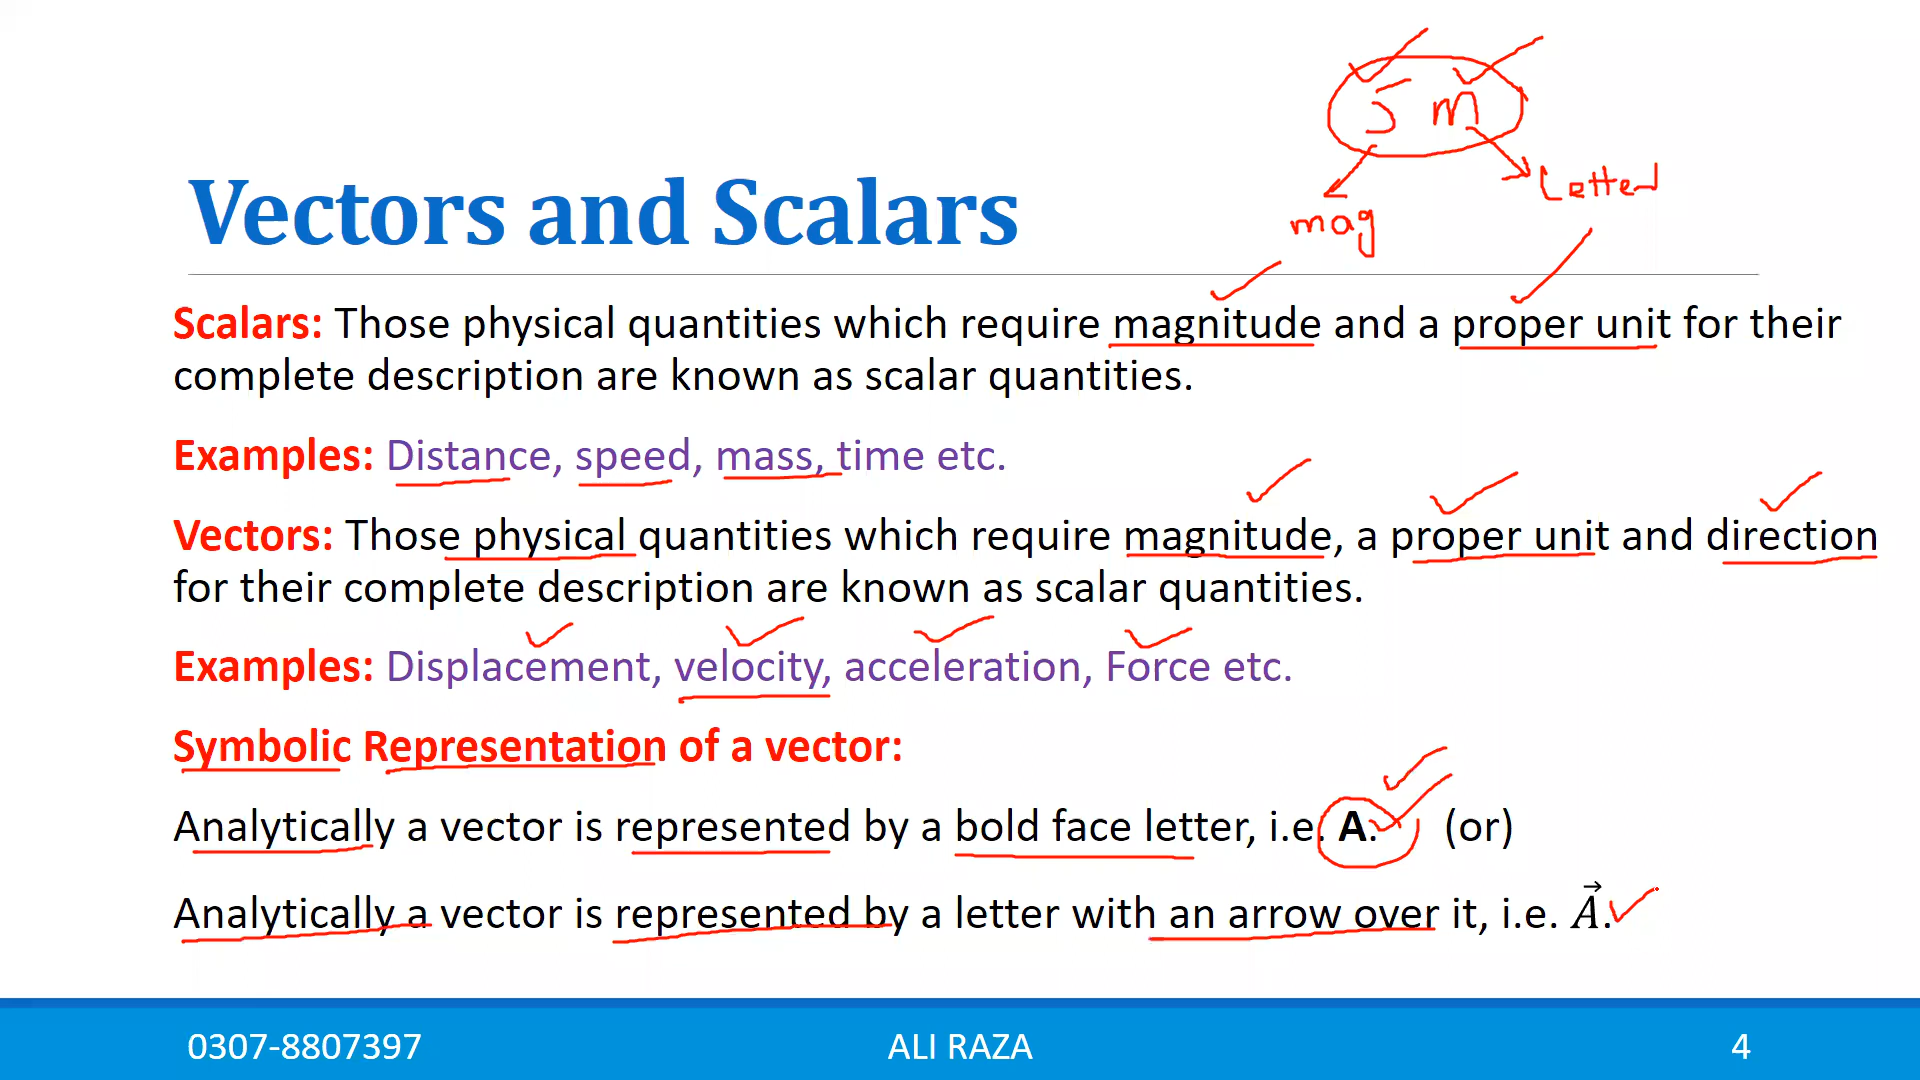 5 m
Letter
mag
Vectors and Scalars
Scalars: Those physical quantities which require magnitude and a proper unit for their
complete description are known as scalar quantities.
Examples: Distance, speed, mass, time etc.
Vectors: Those physical quantities which require magnitude, a proper unit and direction
for their complete description are known as scalar quantities.
Examples: Displacement, velocity, acceleration, Force etc.
Symbolic Representation of a vector:
Analytically a vector is represented by a bold face letter, i.e. A. (or)
Analytically a vector is represented by a letter with an arrow over it, i.e. A⃗.
0307-8807397 ALI RAZA 4